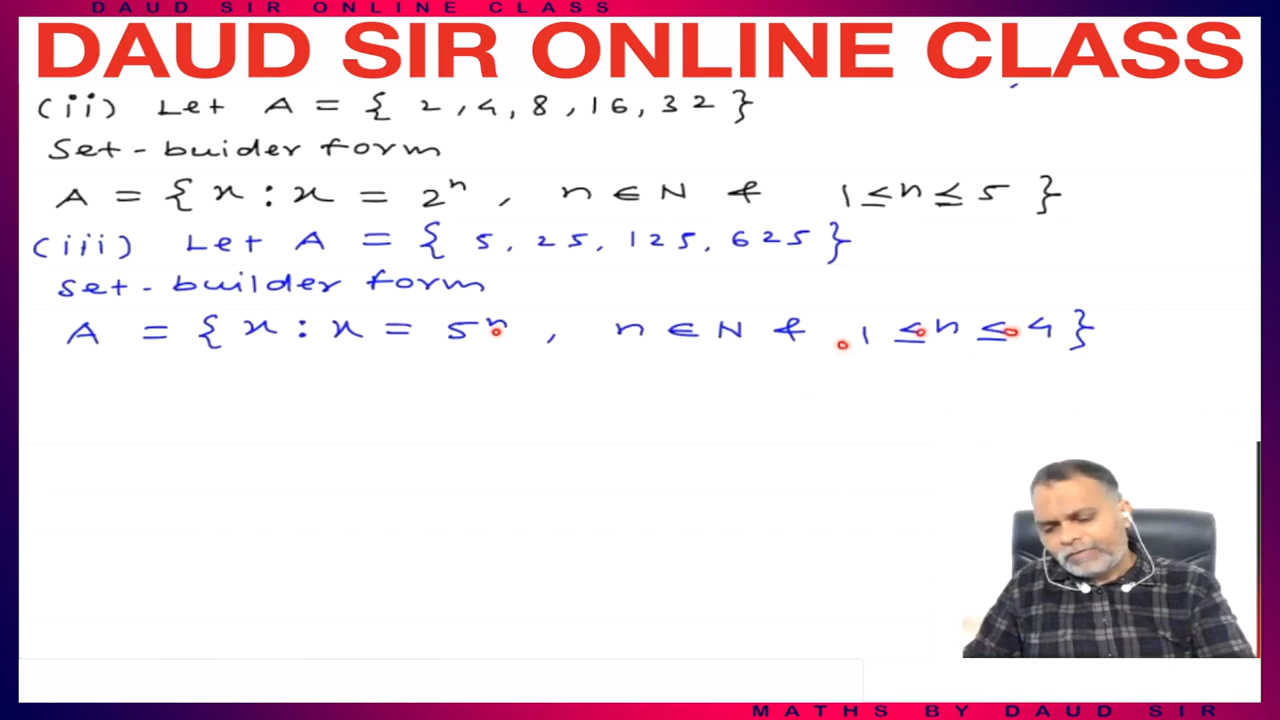 DAUD SIR ONLINE CLASS
DAUD SIR ONLINE CLASS
(ii) Let A = { 2, 4, 8, 16, 32 }
Set-buider form
A = { x : x = 2ⁿ, n ∈ N & 1 ≤ n ≤ 5 }
(iii) Let A = { 5, 25, 125, 625 }
set-builder form
A = { x : x = 5ⁿ, n ∈ N & 1 ≤ n ≤ 4 }
MATHS BY DAUD SIR